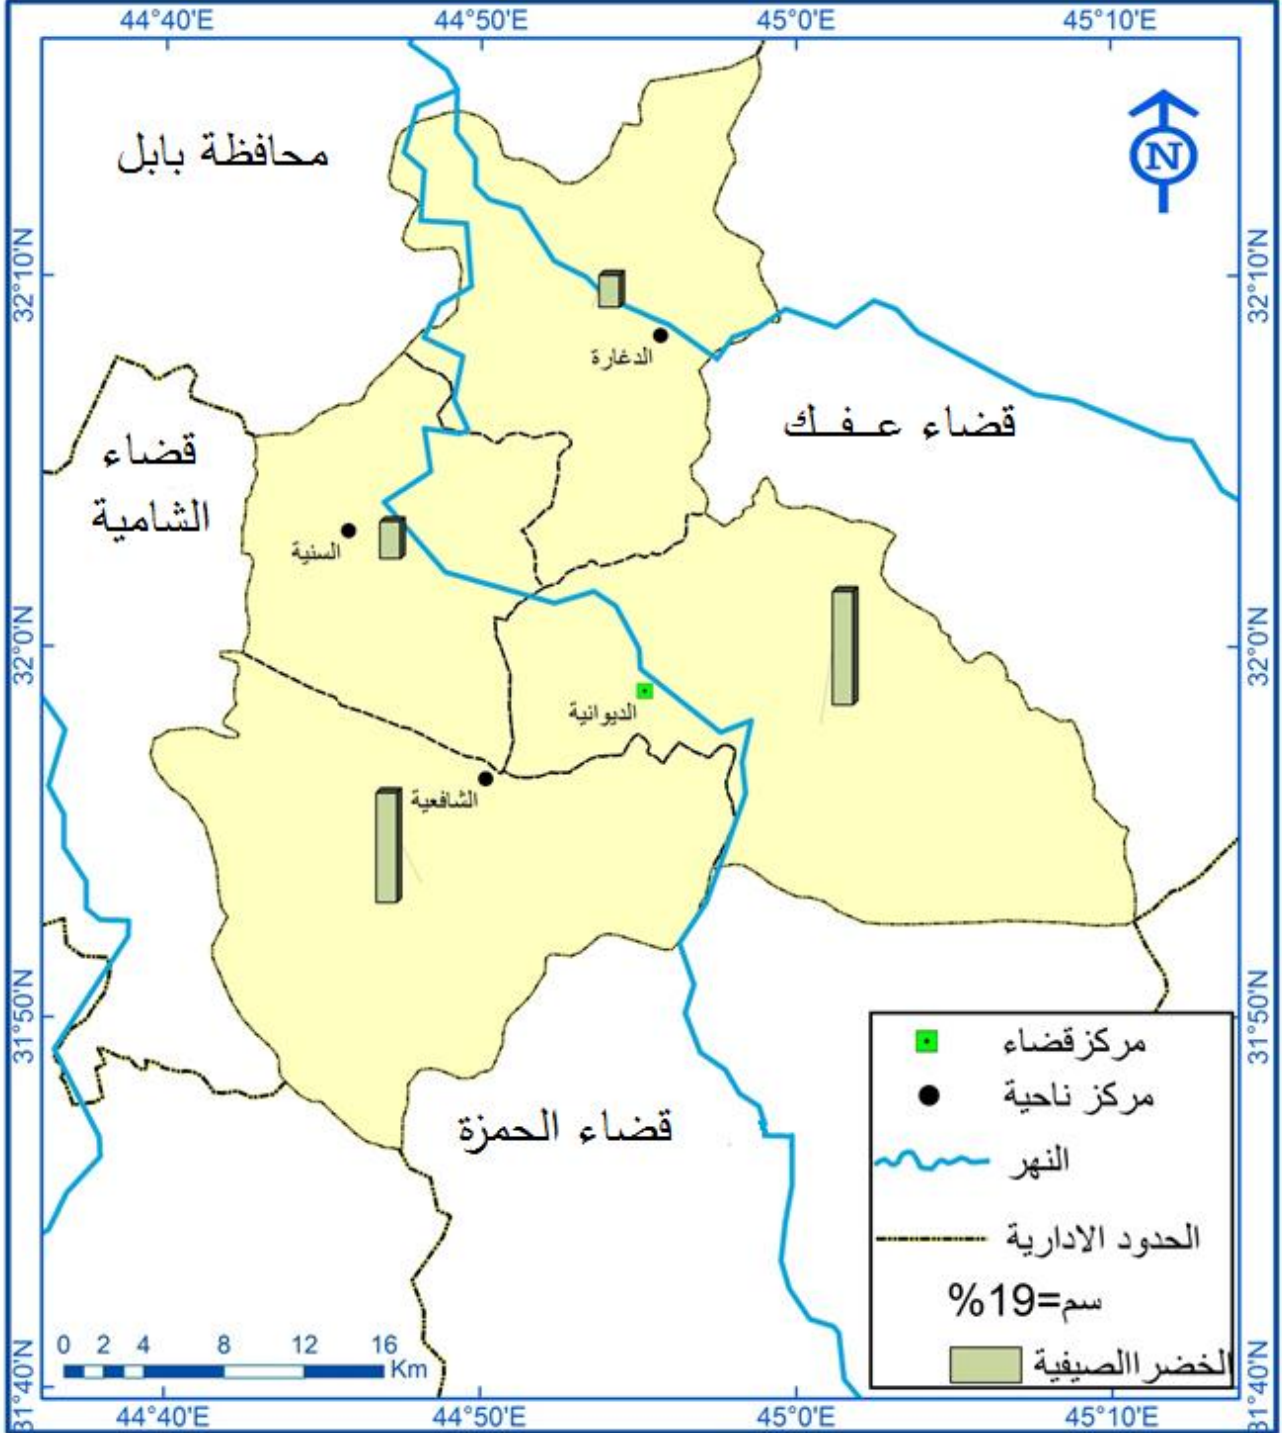 44°40'E 44°50'E 45°0'E 45°10'E
محافظة بابل
N
32°10'N 32°10'N
الدغارة
قضاء عـفـك
قضاء
الشامية
السنية
32°0'N 32°0'N
الديوانية
الشافعية
31°50'N 31°50'N
قضاء الحمزة
مركزقضاء
مركز ناحية
النهر
الحدود الادارية
سم=19%
الخضراالصيفية
0 2 4 8 12 16
Km
31°40'N 31°40'N
44°40'E 44°50'E 45°0'E 45°10'E